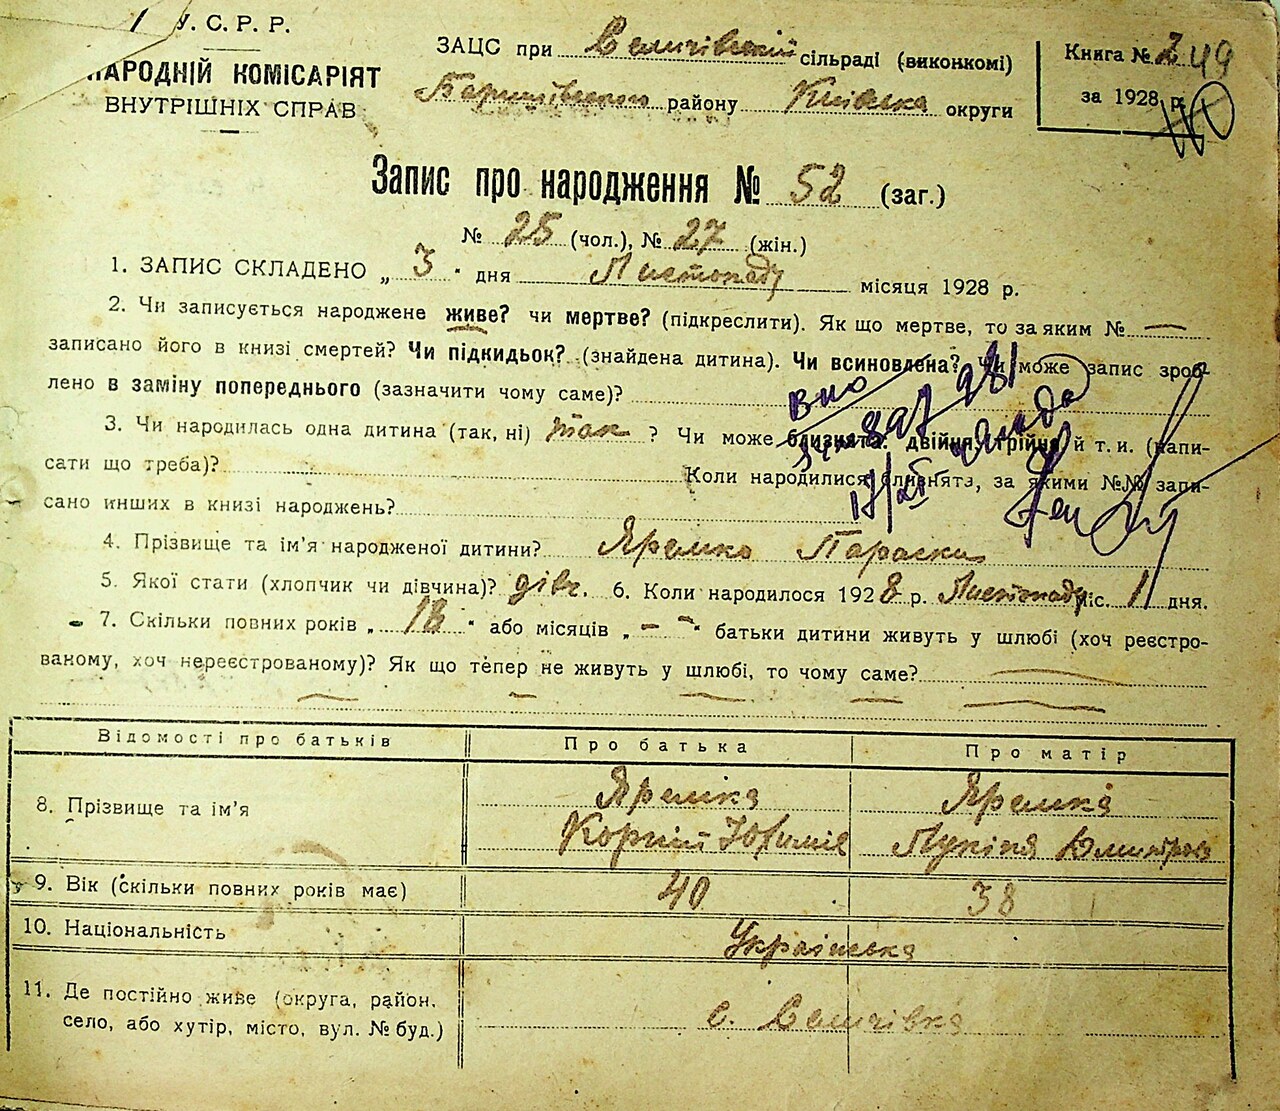 У. С. Р. Р.
НАРОДНІЙ КОМІСАРІЯТ
ВНУТРІШНІХ СПРАВ
ЗАЦС при сільраді (виконкомі)
району Київська округи
Книга № 2 49
за 1928 р.
Запис про народження № 52 (заг.)
№ 25 (чол.), № 27 (жін.)
1. ЗАПИС СКЛАДЕНО „ 3 " дня Листопаду місяця 1928 р.
2. Чи записується народжене живе? чи мертве? (підкреслити). Як що мертве, то за яким № —
записано його в книзі смертей? Чи підкидьок? (знайдена дитина). Чи всиновлена? Чи може запис зроб-
лено в заміну попереднього (зазначити чому саме)?
3. Чи народилась одна дитина (так, ні) так ? Чи може близнята: двійня, трійня й т. и. (напи-
сати що треба)? Коли народилися близнята, за якими №№ запи-
сано инших в книзі народжень?
4. Прізвище та ім'я народженої дитини? Яремко Параска
5. Якої стати (хлопчик чи дівчина)? дівч. 6. Коли народилося 1928 р. Листопаду міс. 1 дня.
7. Скільки повних років „ 18 " або місяців „ — " батьки дитини живуть у шлюбі (хоч реєстро-
ваному, хоч нереєстрованому)? Як що тепер не живуть у шлюбі, то чому саме?
Відомості про батьків Про батька Про матір
8. Прізвище та ім'я Яремка Яремка
Корній Лукіна
9. Вік (скільки повних років має) 40 38
10. Національність Українська
11. Де постійно живе (округа, район,
село, або хутір, місто, вул. № буд.) с.